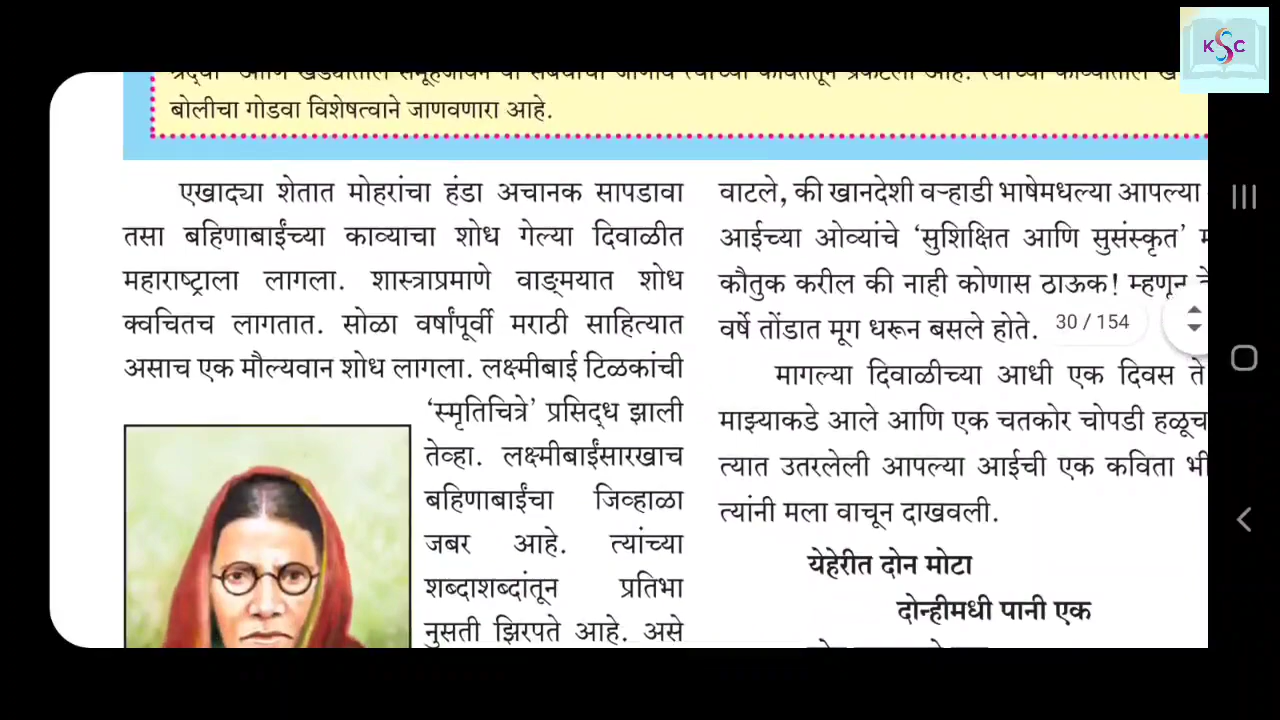 बोलीचा गोडवा विशेषत्वाने जाणवणारा आहे.
एखाद्या शेतात मोहरांचा हंडा अचानक सापडावा
तसा बहिणाबाईंच्या काव्याचा शोध गेल्या दिवाळीत
महाराष्ट्राला लागला. शास्त्राप्रमाणे वाङ्मयात शोध
क्वचितच लागतात. सोळा वर्षांपूर्वी मराठी साहित्यात
असाच एक मौल्यवान शोध लागला. लक्ष्मीबाई टिळकांची
‘स्मृतिचित्रे’ प्रसिद्ध झाली
तेव्हा. लक्ष्मीबाईंसारखाच
बहिणाबाईंचा जिव्हाळा
जबर आहे. त्यांच्या
शब्दाशब्दांतून प्रतिभा
नुसती झिरपते आहे. असे
वाटले, की खानदेशी वऱ्हाडी भाषेमधल्या आपल्या
आईच्या ओव्यांचे ‘सुशिक्षित आणि सुसंस्कृत’
कौतुक करील की नाही कोणास ठाऊक! म्हणून
वर्षे तोंडात मूग धरून बसले होते.
मागल्या दिवाळीच्या आधी एक दिवस ते
माझ्याकडे आले आणि एक चतकोर चोपडी हळूच
त्यात उतरलेली आपल्या आईची एक कविता भी
त्यांनी मला वाचून दाखवली.
येहेरीत दोन मोटा
दोन्हीमधी पानी एक
30 / 154
KSC